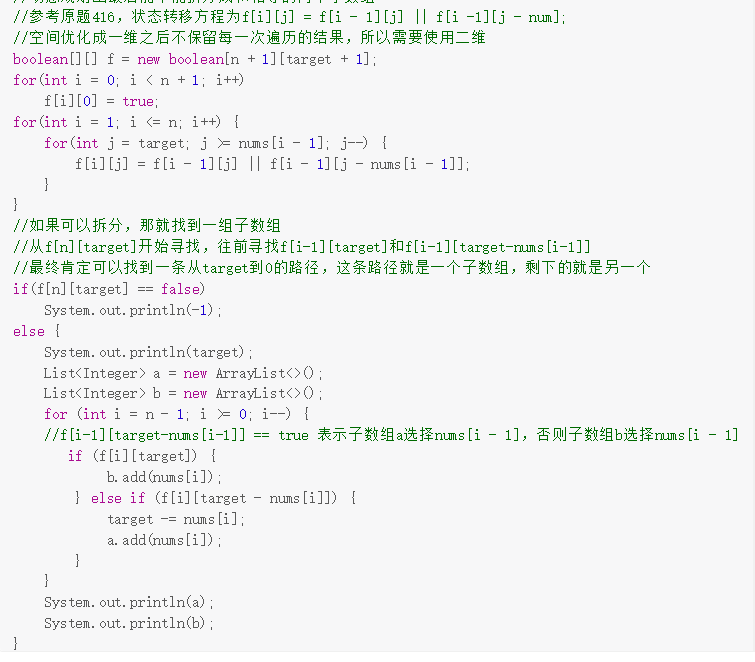 //参考原题416，状态转移方程为f[i][j] = f[i - 1][j] || f[i -1][j - num];
//空间优化成一维之后不保留每一次遍历的结果，所以需要使用二维
boolean[][] f = new boolean[n + 1][target + 1];
for(int i = 0; i < n + 1; i++)
    f[i][0] = true;
for(int i = 1; i <= n; i++) {
    for(int j = target; j >= nums[i - 1]; j--) {
        f[i][j] = f[i - 1][j] || f[i - 1][j - nums[i - 1]];
    }
}
//如果可以拆分，那就找到一组子数组
//从f[n][target]开始寻找，往前寻找f[i-1][target]和f[i-1][target-nums[i-1]]
//最终肯定可以找到一条从target到0的路径，这条路径就是一个子数组，剩下的就是另一个
if(f[n][target] == false)
    System.out.println(-1);
else {
    System.out.println(target);
    List<Integer> a = new ArrayList<>();
    List<Integer> b = new ArrayList<>();
    for (int i = n - 1; i >= 0; i--) {
    //f[i-1][target-nums[i-1]] == true 表示子数组a选择nums[i - 1]，否则子数组b选择nums[i - 1]
       if (f[i][target]) {
            b.add(nums[i]);
        } else if (f[i][target - nums[i]]) {
            target -= nums[i];
            a.add(nums[i]);
        }
    }
    System.out.println(a);
    System.out.println(b);
}